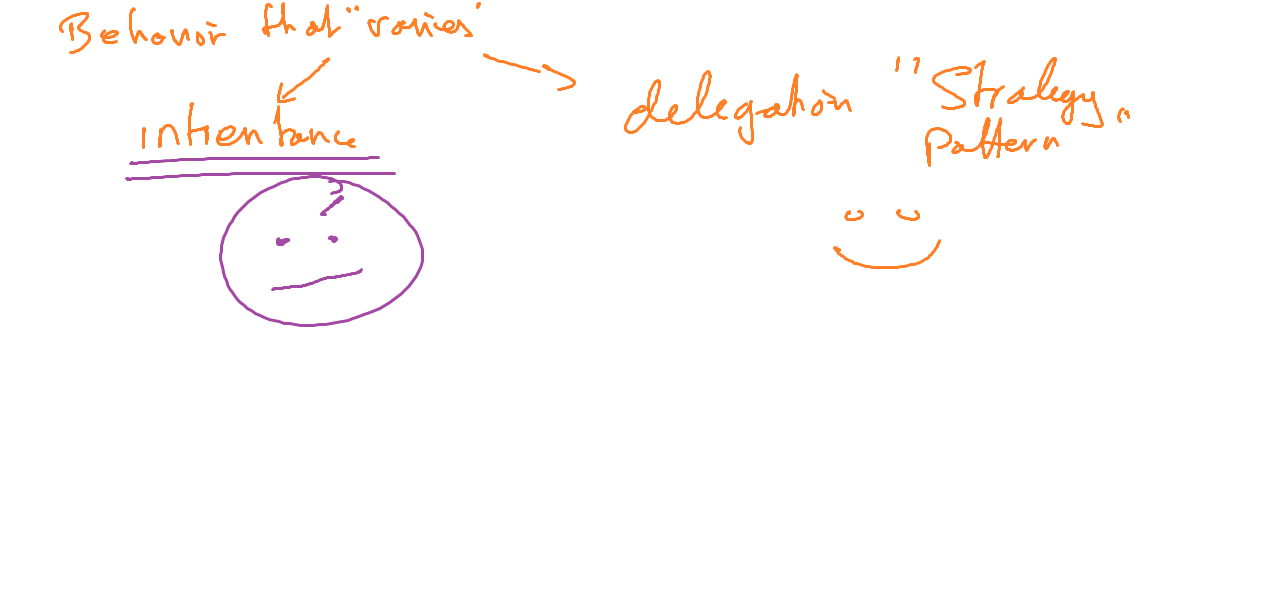 Behavior that "varies"
inheritance
delegation "Strategy
pattern"